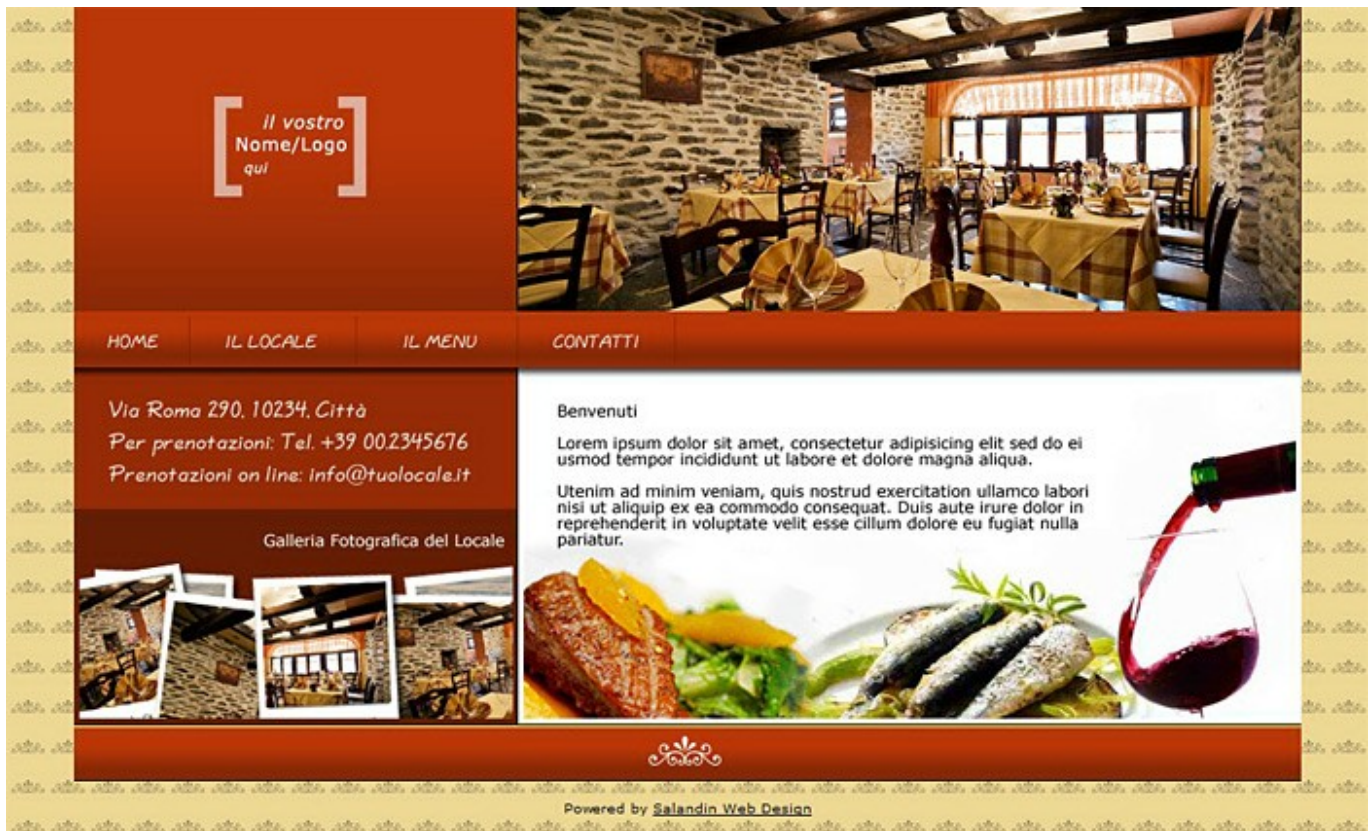 il vostro
Nome/Logo
qui
HOME
IL LOCALE
IL MENU
CONTATTI
Via Roma 290, 10234, Città
Per prenotazioni: Tel. +39 00.2345676
Prenotazioni on line: info@tuolocale.it
Galleria Fotografica del Locale
Benvenuti
Lorem ipsum dolor sit amet, consectetur adipisicing elit sed do ei
usmod tempor incididunt ut labore et dolore magna aliqua.
Utenim ad minim veniam, quis nostrud exercitation ullamco labori
nisi ut aliquip ex ea commodo consequat. Duis aute irure dolor in
reprehenderit in voluptate velit esse cillum dolore eu fugiat nulla
pariatur.
Powered by Salandin Web Design